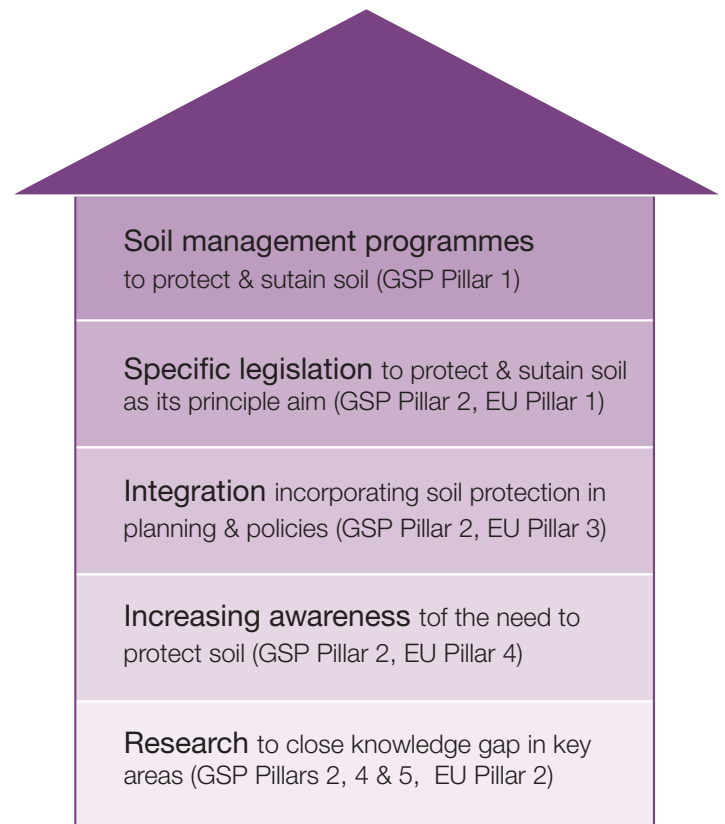 Soil management programmes
to protect & sutain soil (GSP Pillar 1)
Specific legislation to protect & sutain soil
as its principle aim (GSP Pillar 2, EU Pillar 1)
Integration incorporating soil protection in
planning & policies (GSP Pillar 2, EU Pillar 3)
Increasing awareness tof the need to
protect soil (GSP Pillar 2, EU Pillar 4)
Research to close knowledge gap in key
areas (GSP Pillars 2, 4 & 5, EU Pillar 2)